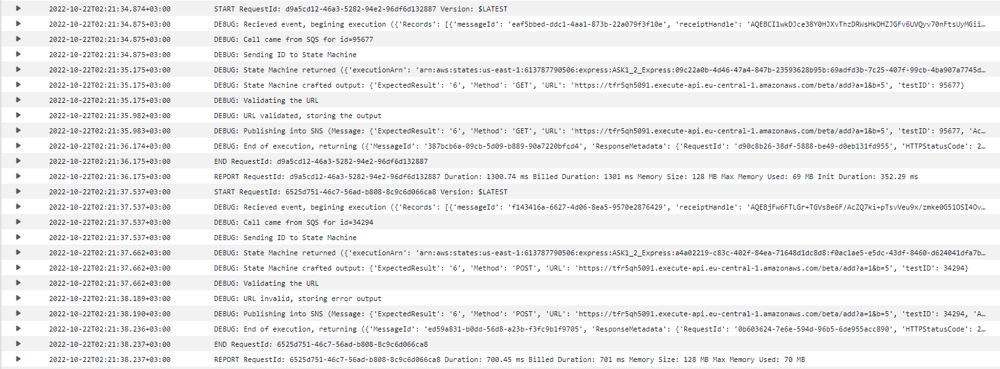 2022-10-22T02:21:34.874+03:00 START RequestId: d9a5cd12-46a3-5282-94e2-96df6d132887 Version: $LATEST
2022-10-22T02:21:34.875+03:00 DEBUG: Recieved event, begining execution ({'Records': [{'messageId': 'eaf5bbed-ddc1-4aa1-873b-22a079f3f10e', 'receiptHandle': 'AQEBCI1wkDJce38Y0HJXvThzDRWsHkDHZJGFv6UVQyv70nFtsUyMGii…
2022-10-22T02:21:34.875+03:00 DEBUG: Call came from SQS for id=95677
2022-10-22T02:21:34.875+03:00 DEBUG: Sending ID to State Machine
2022-10-22T02:21:35.175+03:00 DEBUG: State Machine returned ({'executionArn': 'arn:aws:states:us-east-1:613787790506:express:ASK1_2_Express:09c22a0b-4d46-47a4-847b-23593628b95b:69adfd3b-7c25-407f-99cb-4ba907a7745d…
2022-10-22T02:21:35.175+03:00 DEBUG: State Machine crafted output: {'ExpectedResult': '6', 'Method': 'GET', 'URL': 'https://tfr5qh5091.execute-api.eu-central-1.amazonaws.com/beta/add?a=1&b=5', 'testID': 95677}
2022-10-22T02:21:35.175+03:00 DEBUG: Validating the URL
2022-10-22T02:21:35.982+03:00 DEBUG: URL validated, storing the output
2022-10-22T02:21:35.983+03:00 DEBUG: Publishing into SNS (Message: {'ExpectedResult': '6', 'Method': 'GET', 'URL': 'https://tfr5qh5091.execute-api.eu-central-1.amazonaws.com/beta/add?a=1&b=5', 'testID': 95677, 'Ac…
2022-10-22T02:21:36.174+03:00 DEBUG: End of execution, returning ({'MessageId': '387bcb6a-09cb-5d09-b889-90a7220bfcd4', 'ResponseMetadata': {'RequestId': 'd90c8b26-38df-5888-be49-d0eb131fd955', 'HTTPStatusCode': 2…
2022-10-22T02:21:36.175+03:00 END RequestId: d9a5cd12-46a3-5282-94e2-96df6d132887
2022-10-22T02:21:36.175+03:00 REPORT RequestId: d9a5cd12-46a3-5282-94e2-96df6d132887 Duration: 1300.74 ms Billed Duration: 1301 ms Memory Size: 128 MB Max Memory Used: 69 MB Init Duration: 352.29 ms
2022-10-22T02:21:37.537+03:00 START RequestId: 6525d751-46c7-56ad-b808-8c9c6d066ca8 Version: $LATEST
2022-10-22T02:21:37.537+03:00 DEBUG: Recieved event, begining execution ({'Records': [{'messageId': 'f143416a-6627-4d06-8ea5-9570e2876429', 'receiptHandle': 'AQEBjFw6FTLGr+TGVsBe6F/AcZQ7ki+pTsvVeu9x/zmke0G51OSI4Ov…
2022-10-22T02:21:37.537+03:00 DEBUG: Call came from SQS for id=34294
2022-10-22T02:21:37.537+03:00 DEBUG: Sending ID to State Machine
2022-10-22T02:21:37.662+03:00 DEBUG: State Machine returned ({'executionArn': 'arn:aws:states:us-east-1:613787790506:express:ASK1_2_Express:a4a02219-c83c-402f-84ea-71648d1dc8d8:f0ac1ae5-e5dc-43df-8460-d624041dfa7b…
2022-10-22T02:21:37.662+03:00 DEBUG: State Machine crafted output: {'ExpectedResult': '6', 'Method': 'POST', 'URL': 'https://tfr5qh5091.execute-api.eu-central-1.amazonaws.com/beta/add?a=1&b=5', 'testID': 34294}
2022-10-22T02:21:37.662+03:00 DEBUG: Validating the URL
2022-10-22T02:21:38.189+03:00 DEBUG: URL invalid, storing error output
2022-10-22T02:21:38.190+03:00 DEBUG: Publishing into SNS (Message: {'ExpectedResult': '6', 'Method': 'POST', 'URL': 'https://tfr5qh5091.execute-api.eu-central-1.amazonaws.com/beta/add?a=1&b=5', 'testID': 34294, 'A…
2022-10-22T02:21:38.236+03:00 DEBUG: End of execution, returning ({'MessageId': 'ed59a831-b0dd-56d8-a23b-f3fc9b1f9705', 'ResponseMetadata': {'RequestId': '0b603624-7e6e-594d-96b5-6de955acc890', 'HTTPStatusCode': 2…
2022-10-22T02:21:38.237+03:00 END RequestId: 6525d751-46c7-56ad-b808-8c9c6d066ca8
2022-10-22T02:21:38.237+03:00 REPORT RequestId: 6525d751-46c7-56ad-b808-8c9c6d066ca8 Duration: 700.45 ms Billed Duration: 701 ms Memory Size: 128 MB Max Memory Used: 70 MB